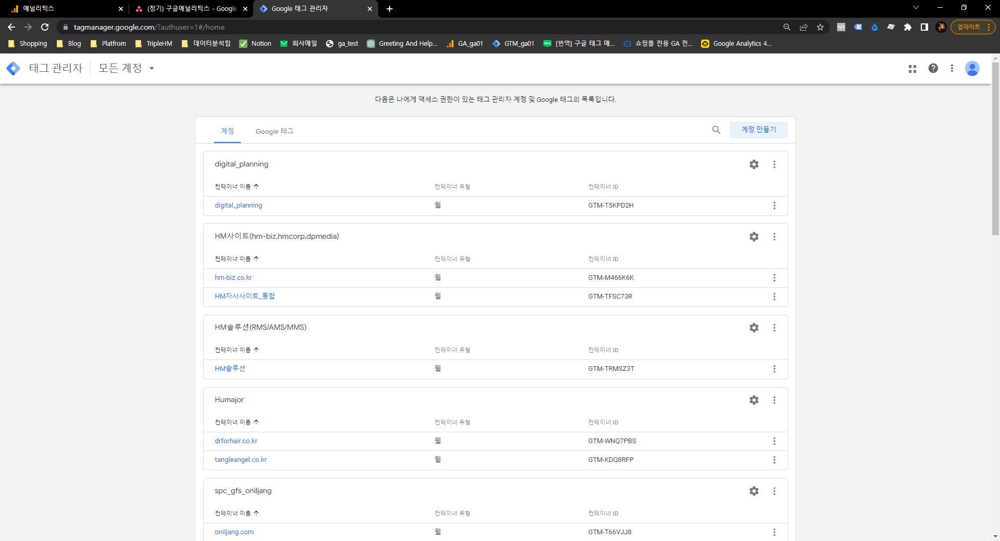 애널리틱스
(정기) 구글애널리틱스 - Google
Google 태그 관리자
tagmanager.google.com/?authuser=1#/home
업데이트
Shopping
Blog
Platfrom
TripleHM
데이터분석팀
Notion
회사메일
ga_test
Greeting And Help...
GA_ga01
GTM_ga01
[번역] 구글 태그 매...
쇼핑몰 전용 GA 전...
Google Analytics 4...
태그 관리자
모든 계정
다음은 나에게 액세스 권한이 있는 태그 관리자 계정 및 Google 태그의 목록입니다.
계정
Google 태그
계정 만들기
digital_planning
컨테이너 이름
컨테이너 유형
컨테이너 ID
digital_planning
웹
GTM-T5KPD2H
HM사이트(hm-biz,hmcorp,dpmedia)
컨테이너 이름
컨테이너 유형
컨테이너 ID
hm-biz.co.kr
웹
GTM-M466K6K
HM자사사이트_통합
웹
GTM-TFSC73R
HM솔루션(RMS/AMS/MMS)
컨테이너 이름
컨테이너 유형
컨테이너 ID
HM솔루션
웹
GTM-TRMSZ3T
Humajor
컨테이너 이름
컨테이너 유형
컨테이너 ID
drforhair.co.kr
웹
GTM-WNQ7PBS
tangleangel.co.kr
웹
GTM-KDQ8RFP
spc_gfs_oniljang
컨테이너 이름
컨테이너 유형
컨테이너 ID
oniljang.com
웹
GTM-T66VJJ8